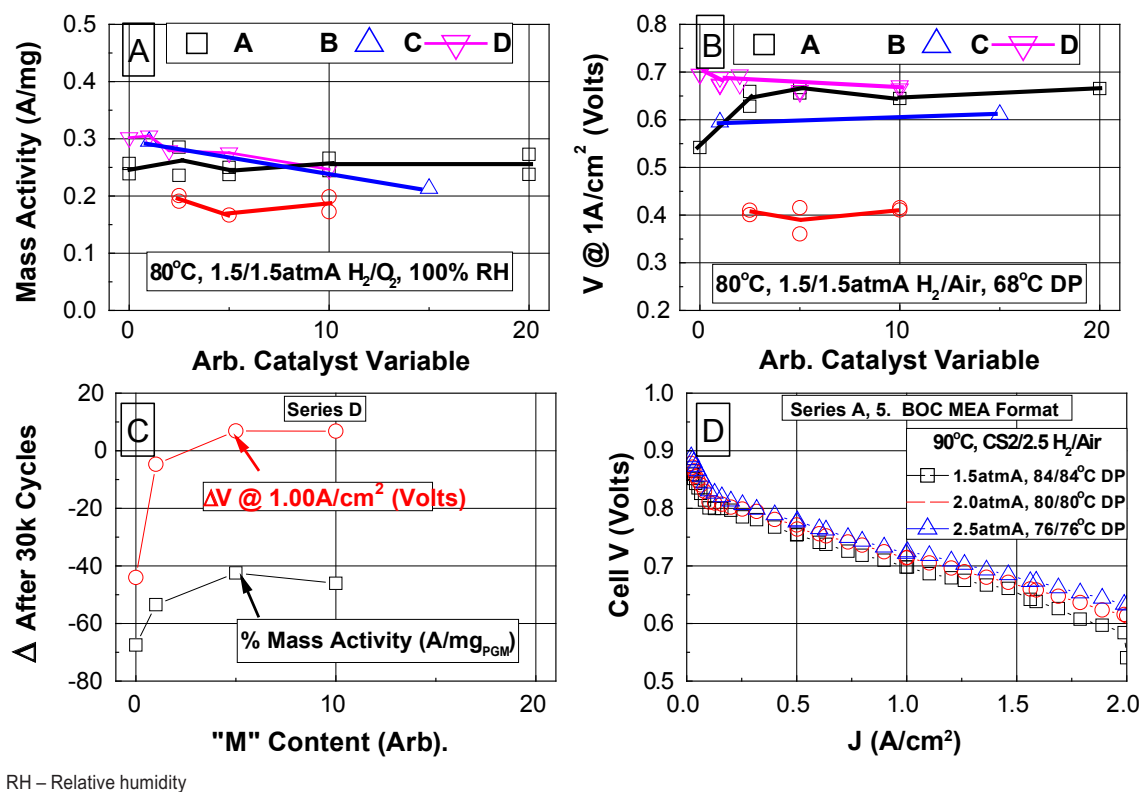 A
A B C D
Mass Activity (A/mg)
0.5
0.4
0.3
0.2
0.1
0.0
80°C, 1.5/1.5atmA H₂/O₂, 100% RH
0 10 20
Arb. Catalyst Variable
B
A B C D
V @ 1A/cm² (Volts)
0.8
0.7
0.6
0.5
0.4
0.3
0.2
80°C, 1.5/1.5atmA H₂/Air, 68°C DP
0 10 20
Arb. Catalyst Variable
C
Series D
Δ After 30k Cycles
20
0
-20
-40
-60
-80
ΔV @ 1.00A/cm² (Volts)
% Mass Activity (A/mgPGM)
0 10 20
"M" Content (Arb).
D
Series A, 5. BOC MEA Format
90°C, CS2/2.5 H₂/Air
1.5atmA, 84/84°C DP
2.0atmA, 80/80°C DP
2.5atmA, 76/76°C DP
Cell V (Volts)
1.0
0.9
0.8
0.7
0.6
0.5
0.0 0.5 1.0 1.5 2.0
J (A/cm²)
RH – Relative humidity